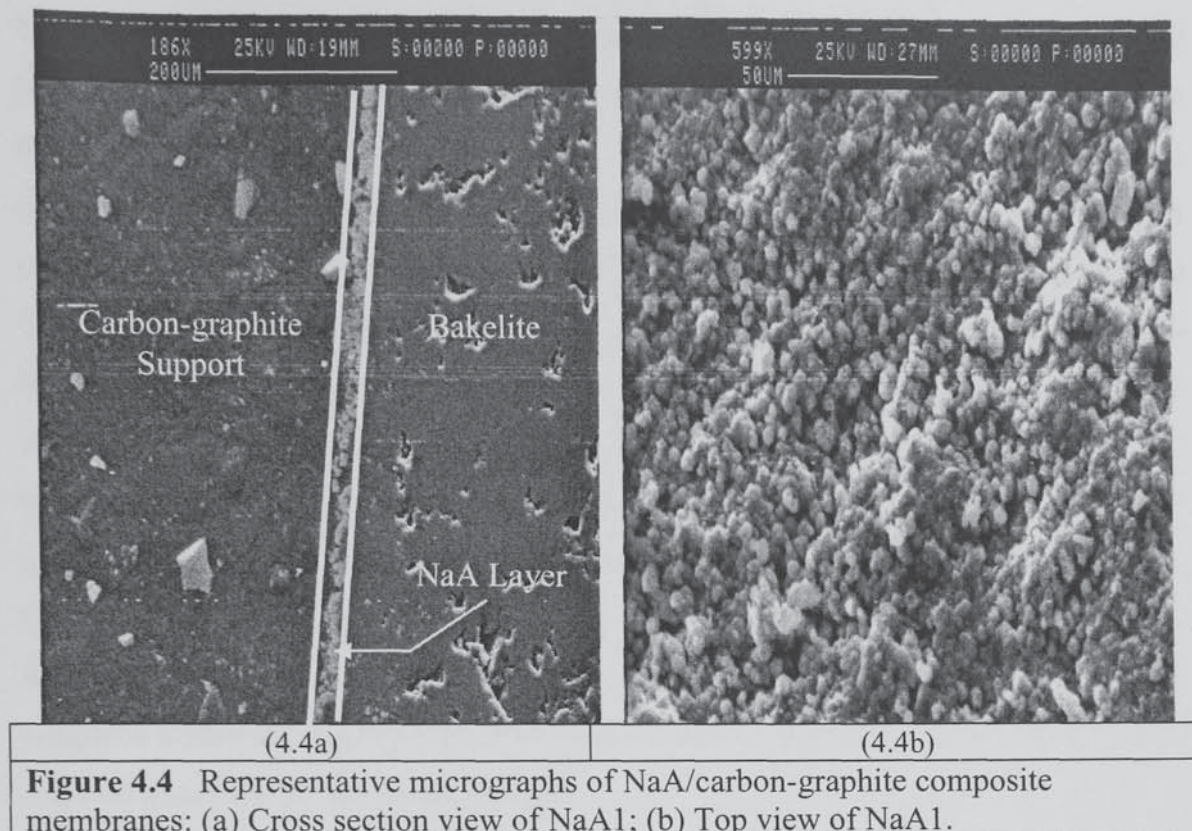 186X 25KV WD:19MM S:00000 P:00000
200UM
599X 25KV WD:27MM S:00000 P:00000
50UM
Carbon-graphite
Support
Bakelite
NaA Layer
(4.4a) (4.4b)
Figure 4.4 Representative micrographs of NaA/carbon-graphite composite
membranes: (a) Cross section view of NaA1; (b) Top view of NaA1.